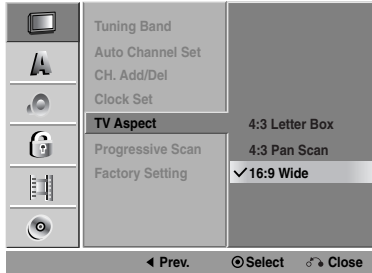 Tuning Band
Auto Channel Set
CH. Add/Del
Clock Set
TV Aspect
4:3 Letter Box
Progressive Scan
4:3 Pan Scan
Factory Setting
16:9 Wide
Prev.
Select
Close